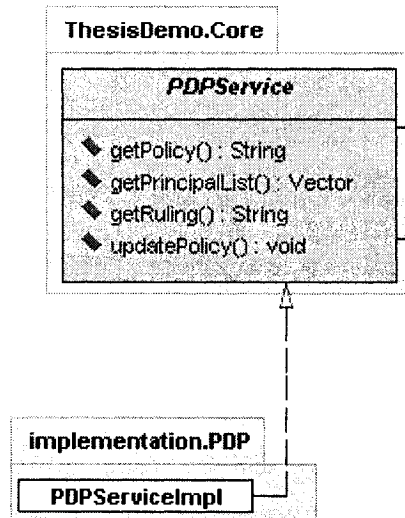 ThesisDemo.Core
PDPService
getPolicy() : String
getPrincipalList() : Vector
getRuling() : String
updatePolicy() : void
implementation.PDP
PDPServiceImpl